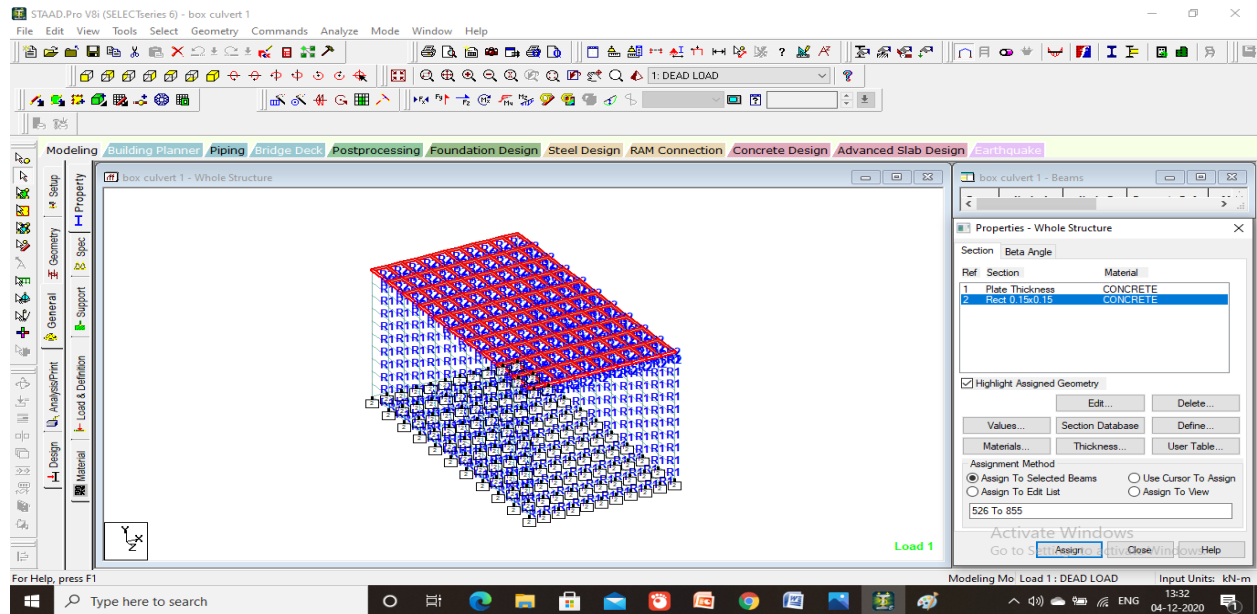 STAAD.Pro V8i (SELECTseries 6) - box culvert 1
File Edit View Tools Select Geometry Commands Analyze Mode Window Help
1: DEAD LOAD
Modeling Building Planner Piping Bridge Deck Postprocessing Foundation Design Steel Design RAM Connection Concrete Design Advanced Slab Design Earthquake
Setup
Geometry
General
Analysis/Print
Design
Property
Spec
Support
Load & Definition
Material
box culvert 1 - Whole Structure
Y
X
Z
Load 1
box culvert 1 - Beams
Properties - Whole Structure
Section Beta Angle
Ref Section Material
1 Plate Thickness CONCRETE
2 Rect 0.15x0.15 CONCRETE
Highlight Assigned Geometry
Edit... Delete...
Values... Section Database Define...
Materials... Thickness... User Table...
Assignment Method
Assign To Selected Beams Use Cursor To Assign
Assign To Edit List Assign To View
526 To 855
Activate Windows
Assign Close Help
For Help, press F1
Modeling Mo Load 1 : DEAD LOAD Input Units: kN-m
Type here to search
ENG
13:32
04-12-2020